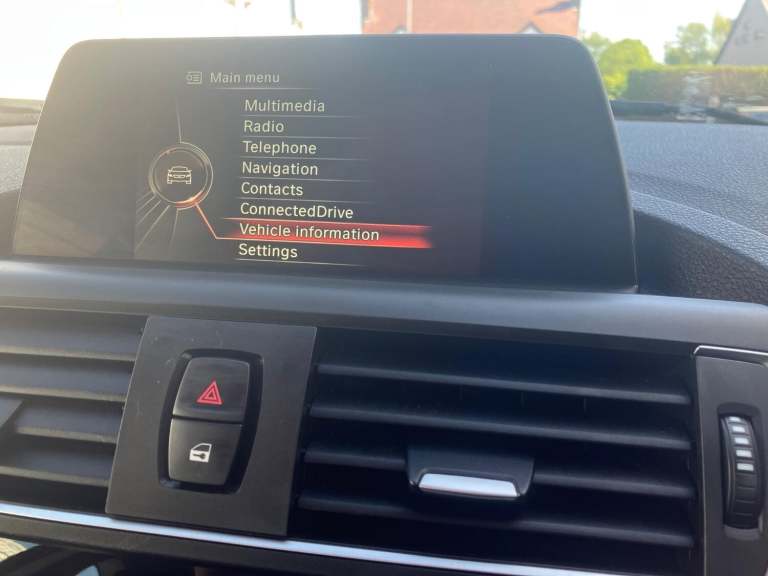 Main menu
Multimedia
Radio
Telephone
Navigation
Contacts
ConnectedDrive
Vehicle information
Settings